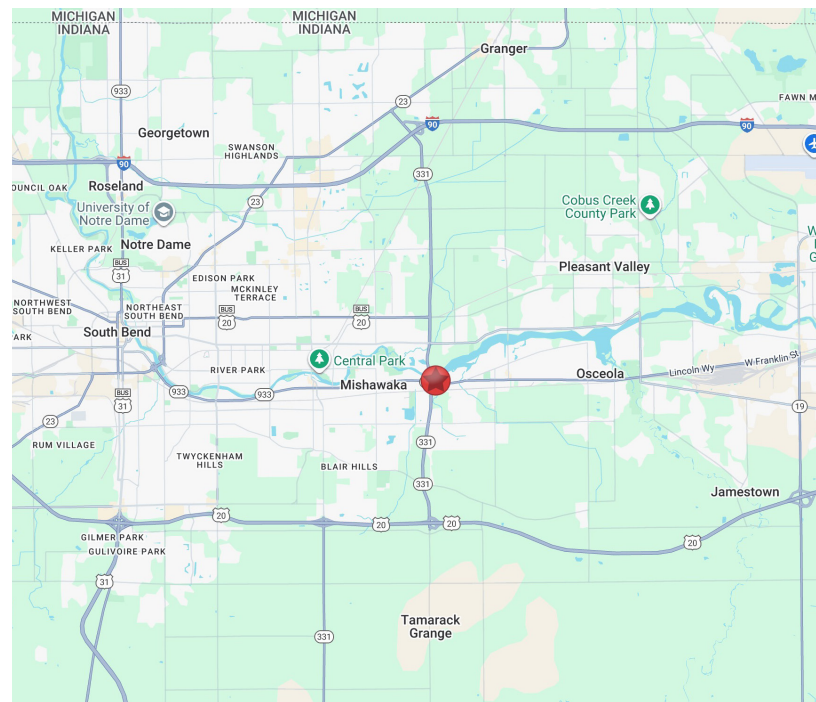 MICHIGAN
INDIANA
MICHIGAN
INDIANA
Granger
933
23
FAWN M
90
90
Georgetown
SWANSON
HIGHLANDS
90
331
OUNCIL OAK
Roseland
23
University of
Notre Dame
Cobus Creek
County Park
KELLER PARK
Notre Dame
BUS
31
EDISON PARK
Pleasant Valley
MCKINLEY
TERRACE
NORTHWEST
SOUTH BEND
NORTHEAST
SOUTH BEND
BUS
20
BUS
20
South Bend
ARK
Central Park
RIVER PARK
Mishawaka
Osceola
Lincoln Wy
W Franklin St
933
933
BUS
31
19
23
RUM VILLAGE
331
TWYCKENHAM
HILLS
BLAIR HILLS
331
Jamestown
20
20
20
20
GILMER PARK
GULIVOIRE PARK
31
Tamarack
Grange
331